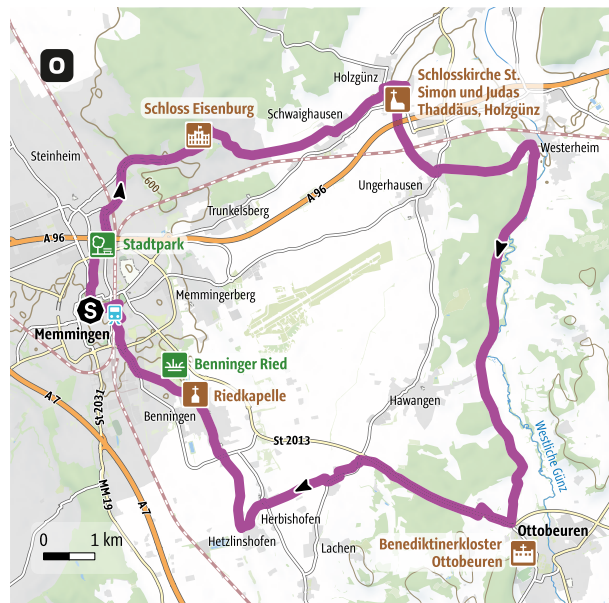 O
Holzgünz
Schlosskirche St.
Simon und Judas
Thaddäus, Holzgünz
Schloss Eisenburg
Schwaighausen
Steinheim
Westerheim
600
Ungerhausen
A 96
Trunkelsberg
A 96
Stadtpark
Memmingerberg
S
Memmingen
Benninger Ried
Riedkapelle
A 7
St 2031
Benningen
Hawangen
St 2013
Westliche Günz
MM 19
A 7
Herbishofen
Hetzlinshofen
Lachen
Ottobeuren
Benediktinerkloster
Ottobeuren
0 1 km